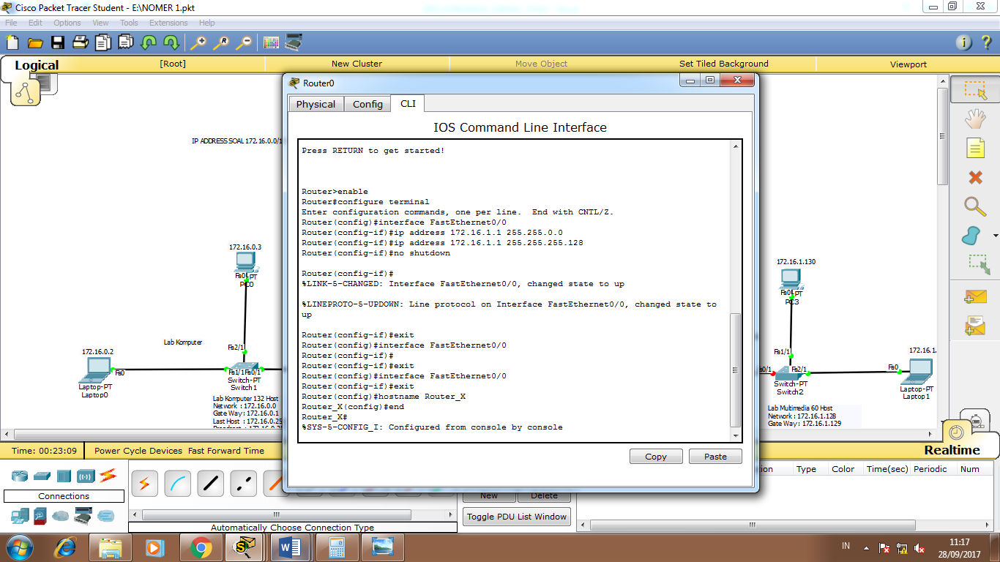 Cisco Packet Tracer Student - E:\NOMER 1.pkt
File Edit Options View Tools Extensions Help
Logical [Root] New Cluster Move Object Set Tiled Background Viewport
IP ADDRESS SOAL 172.16.0.0/1
172.16.0.3
Fa0 PT
PC0
Fa2/1
Lab Komputer
172.16.0.2
Fa0
Laptop-PT
Laptop0
Fa1/1 Fa0/1
Switch-PT
Switch1
Lab Komputer 132 Host
Network : 172.16.0.0
Gate Way : 172.16.0.1
Last Host : 172.16.0.25
Router0
Physical Config CLI
IOS Command Line Interface
Press RETURN to get started!
Router>enable
Router#configure terminal
Enter configuration commands, one per line. End with CNTL/Z.
Router(config)#interface FastEthernet0/0
Router(config-if)#ip address 172.16.1.1 255.255.0.0
Router(config-if)#ip address 172.16.1.1 255.255.255.128
Router(config-if)#no shutdown
Router(config-if)#
%LINK-5-CHANGED: Interface FastEthernet0/0, changed state to up
%LINEPROTO-5-UPDOWN: Line protocol on Interface FastEthernet0/0, changed state to
up
Router(config-if)#exit
Router(config)#interface FastEthernet0/0
Router(config-if)#
Router(config-if)#exit
Router(config)#interface FastEthernet0/0
Router(config-if)#exit
Router(config)#hostname Router_X
Router_X(config)#end
Router_X#
%SYS-5-CONFIG_I: Configured from console by console
Copy Paste
172.16.1.130
Fa0 PT
PC3
Fa1/1
172.16.1.
Fa0
Laptop-PT
Laptop1
a0/1 Fa2/1
Switch-PT
Switch2
Lab Multimedia 60 Host
Network : 172.16.1.128
Gate Way : 172.16.1.129
Time: 00:23:09 Power Cycle Devices Fast Forward Time Realtime
Connections
Automatically Choose Connection Type
New Delete
Toggle PDU List Window
tion Type Color Time(sec) Periodic Num
IN
11:17
28/09/2017